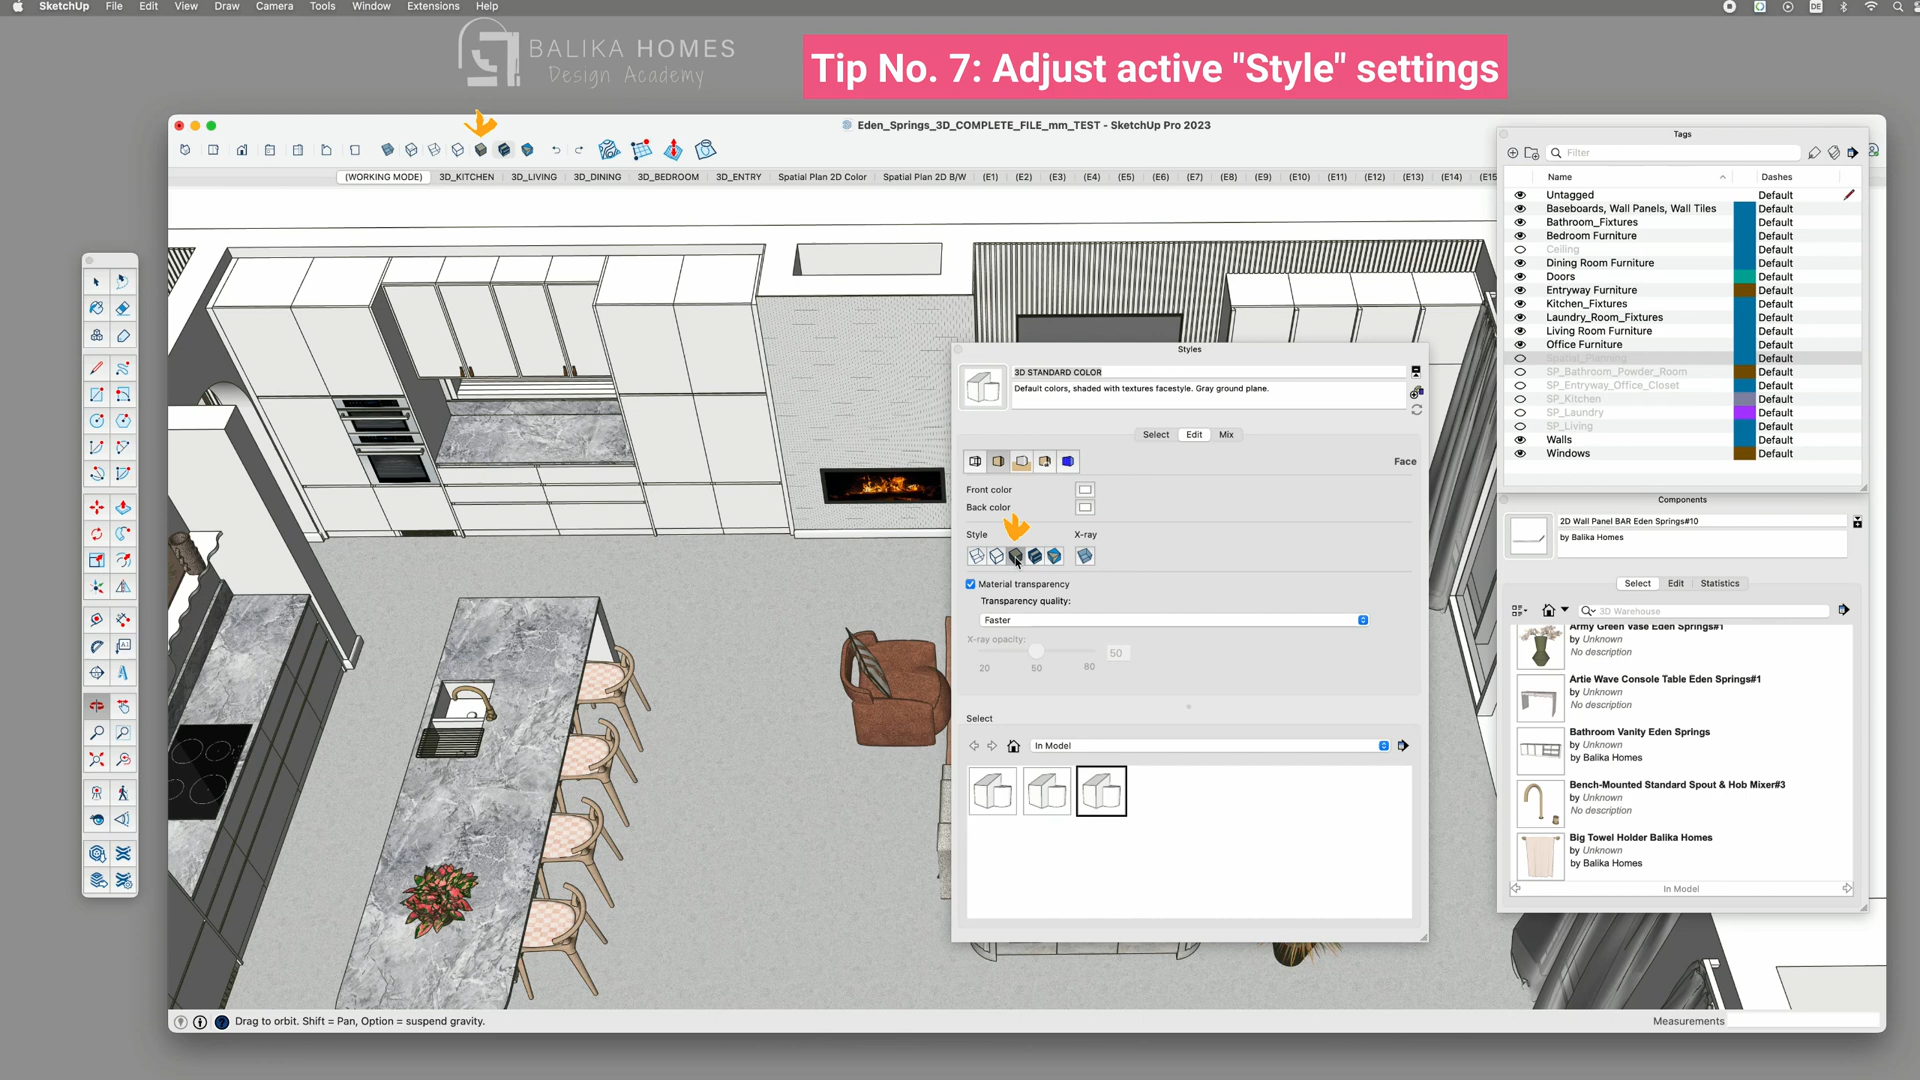 SketchUp File Edit View Draw Camera Tools Window Extensions Help
DE
BALIKA HOMES
Design Academy
Tip No. 7: Adjust active "Style" settings
Eden_Springs_3D_COMPLETE_FILE_mm_TEST - SketchUp Pro 2023
(WORKING MODE) 3D_KITCHEN 3D_LIVING 3D_DINING 3D_BEDROOM 3D_ENTRY Spatial Plan 2D Color Spatial Plan 2D B/W (E1) (E2) (E3) (E4) (E5) (E6) (E7) (E8) (E9) (E10) (E11) (E12) (E13) (E14) (E15
Tags
Filter
Name Dashes
Untagged Default
Baseboards, Wall Panels, Wall Tiles Default
Bathroom_Fixtures Default
Bedroom Furniture Default
Ceiling Default
Dining Room Furniture Default
Doors Default
Entryway Furniture Default
Kitchen_Fixtures Default
Laundry_Room_Fixtures Default
Living Room Furniture Default
Office Furniture Default
Spatial_Planning Default
SP_Bathroom_Powder_Room Default
SP_Entryway_Office_Closet Default
SP_Kitchen Default
SP_Laundry Default
SP_Living Default
Walls Default
Windows Default
Styles
3D STANDARD COLOR
Default colors, shaded with textures facestyle. Gray ground plane.
Select Edit Mix
Face
Front color
Back color
Style X-ray
Material transparency
Transparency quality:
Faster
X-ray opacity:
50
20 50 80
Select
In Model
Components
2D Wall Panel BAR Eden Springs#10
by Balika Homes
Select Edit Statistics
3D Warehouse
Army Green Vase Eden Springs#1
by Unknown
No description
Artie Wave Console Table Eden Springs#1
by Unknown
No description
Bathroom Vanity Eden Springs
by Unknown
by Balika Homes
Bench-Mounted Standard Spout & Hob Mixer#3
by Unknown
No description
Big Towel Holder Balika Homes
by Unknown
by Balika Homes
In Model
Drag to orbit. Shift = Pan, Option = suspend gravity.
Measurements